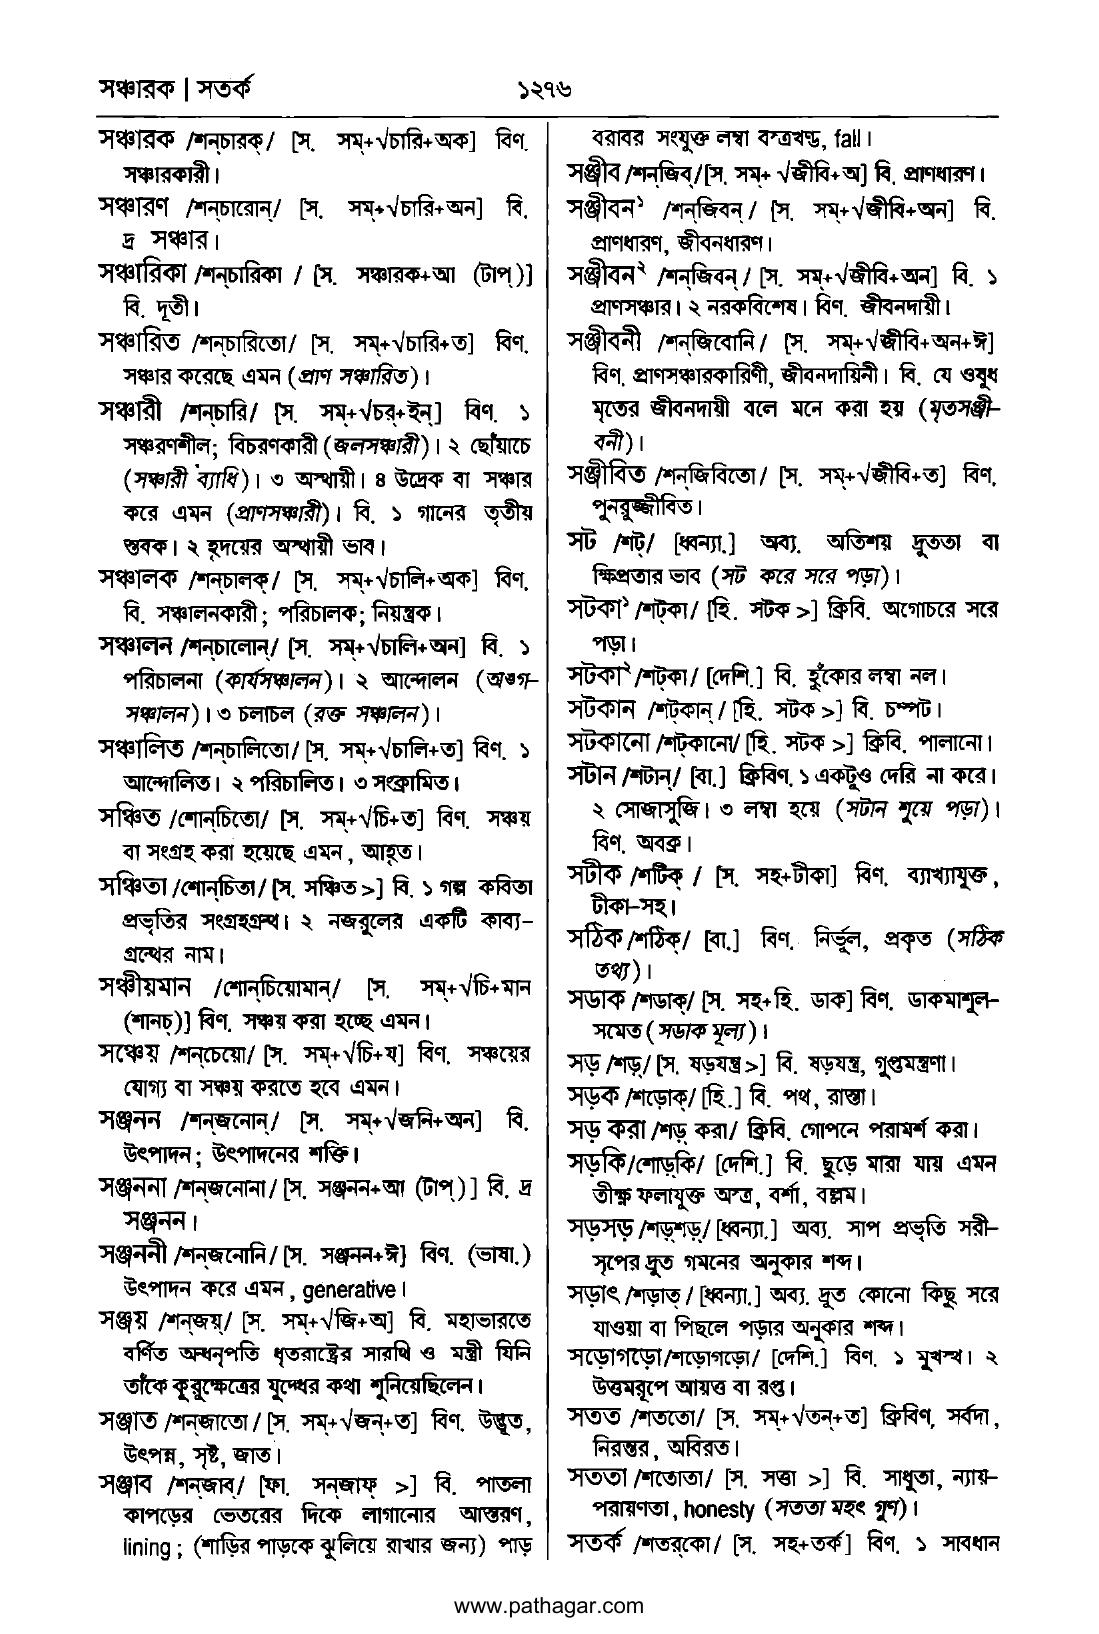 সঞ্চারক | সতর্ক
১২৭৬
সঞ্চারক /শন্‌চারক্‌/ [স. সম্‌+√চারি+অক] বিণ.
সঞ্চারকারী।
সঞ্চারণ /শন্‌চারোন্‌/ [স. সম্‌+√চারি+অন] বি.
দ্র সঞ্চার।
সঞ্চারিকা /শন্‌চারিকা / [স. সঞ্চারক+আ (টাপ্‌)]
বি. দূতী।
সঞ্চারিত /শন্‌চারিতো/ [স. সম্‌+√চারি+ত] বিণ.
সঞ্চার করেছে এমন (প্রাণ সঞ্চারিত)।
সঞ্চারী /শন্‌চারি/ [স. সম্‌+√চর্‌+ইন্‌] বিণ. ১
সঞ্চরণশীল; বিচরণকারী (জলসঞ্চারী)। ২ ছোঁয়াচে
(সঞ্চারী ব্যাধি)। ৩ অস্থায়ী। ৪ উদ্রেক বা সঞ্চার
করে এমন (প্রাণসঞ্চারী)। বি. ১ গানের তৃতীয়
স্তবক। ২ হৃদয়ের অস্থায়ী ভাব।
সঞ্চালক /শন্‌চালক্‌/ [স. সম্‌+√চালি+অক] বিণ.
বি. সঞ্চালনকারী; পরিচালক; নিয়ন্ত্রক।
সঞ্চালন /শন্‌চালোন্‌/ [স. সম্‌+√চালি+অন] বি. ১
পরিচালনা (কার্যসঞ্চালন)। ২ আন্দোলন (অঙ্গ-
সঞ্চালন)। ৩ চলাচল (রক্ত সঞ্চালন)।
সঞ্চালিত /শন্‌চালিতো/ [স. সম্‌+√চালি+ত] বিণ. ১
আন্দোলিত। ২ পরিচালিত। ৩ সংক্রামিত।
সঞ্চিত /শোন্‌চিতো/ [স. সম্‌+√চি+ত] বিণ. সঞ্চয়
বা সংগ্রহ করা হয়েছে এমন, আহৃত।
সঞ্চিতা /শোন্‌চিতা/ [স. সঞ্চিত >] বি. ১ গল্প কবিতা
প্রভৃতির সংগ্রহগ্রন্থ। ২ নজরুলের একটি কাব্য-
গ্রন্থের নাম।
সঞ্চীয়মান /শোন্‌চিয়োমান্‌/ [স. সম্‌+√চি+মান
(শানচ্‌)] বিণ. সঞ্চয় করা হচ্ছে এমন।
সঞ্চেয় /শন্‌চেয়ো/ [স. সম্‌+√চি+য] বিণ. সঞ্চয়ের
যোগ্য বা সঞ্চয় করতে হবে এমন।
সঞ্জনন /শন্‌জনোন্‌/ [স. সম্‌+√জনি+অন] বি.
উৎপাদন; উৎপাদনের শক্তি।
সঞ্জননা /শন্‌জনোনা/ [স. সঞ্জনন+আ (টাপ্‌)] বি. দ্র
সঞ্জনন।
সঞ্জননী /শন্‌জনোনি/ [স. সঞ্জনন+ঈ] বিণ. (ভাষা.)
উৎপাদন করে এমন, generative।
সঞ্জয় /শন্‌জয়্‌/ [স. সম্‌+√জি+অ] বি. মহাভারতে
বর্ণিত অন্ধনৃপতি ধৃতরাষ্ট্রের সারথি ও মন্ত্রী যিনি
তাঁকে কুরুক্ষেত্রের যুদ্ধের কথা শুনিয়েছিলেন।
সঞ্জাত /শন্‌জাতো/ [স. সম্‌+√জন্‌+ত] বিণ. উদ্ভূত,
উৎপন্ন, সৃষ্ট, জাত।
সঞ্জাব /শন্‌জাব্‌/ [ফা. সন্‌জাফ্‌ >] বি. পাতলা
কাপড়ের ভেতরের দিকে লাগানোর আস্তরণ,
lining; (শাড়ির পাড়কে ঝুলিয়ে রাখার জন্য) পাড়
বরাবর সংযুক্ত লম্বা বস্ত্রখণ্ড, fall।
সঞ্জীব /শন্‌জিব্‌/ [স. সম্‌+ √জীবি+অ] বি. প্রাণধারণ।
সঞ্জীবন১ /শন্‌জিবন্‌/ [স. সম্‌+√জীবি+অন] বি.
প্রাণধারণ, জীবনধারণ।
সঞ্জীবন২ /শন্‌জিবন্‌/ [স. সম্‌+√জীবি+অন] বি. ১
প্রাণসঞ্চার। ২ নরকবিশেষ। বিণ. জীবনদায়ী।
সঞ্জীবনী /শন্‌জিবোনি/ [স. সম্‌+√জীবি+অন+ঈ]
বিণ. প্রাণসঞ্চারকারিণী, জীবনদায়িনী। বি. যে ওষুধ
মৃতের জীবনদায়ী বলে মনে করা হয় (মৃতসঞ্জী-
বনী)।
সঞ্জীবিত /শন্‌জিবিতো/ [স. সম্‌+√জীবি+ত] বিণ.
পুনরুজ্জীবিত।
সট /শট্‌/ [ধ্বন্যা.] অব্য. অতিশয় দ্রুততা বা
ক্ষিপ্রতার ভাব (সট করে সরে পড়া)।
সটকা১ /শট্‌কা/ [হি. সটক >] ক্রিবি. অগোচরে সরে
পড়া।
সটকা২ /শট্‌কা/ [দেশি.] বি. হুঁকোর লম্বা নল।
সটকান /শট্‌কান্‌/ [হি. সটক >] বি. চম্পট।
সটকানো /শট্‌কানো/ [হি. সটক >] ক্রিবি. পালানো।
সটান /শটান্‌/ [বা.] ক্রিবিণ. ১ একটুও দেরি না করে।
২ সোজাসুজি। ৩ লম্বা হয়ে (সটান শুয়ে পড়া)।
বিণ. অবক্র।
সটীক /শটিক্‌ / [স. সহ+টীকা] বিণ. ব্যাখ্যাযুক্ত,
টীকা-সহ।
সঠিক /শঠিক্‌/ [বা.] বিণ. নির্ভুল, প্রকৃত (সঠিক
তথ্য)।
সডাক /শডাক্‌/ [স. সহ+হি. ডাক] বিণ. ডাকমাশুল-
সমেত (সডাক মূল্য)।
সড় /শড়্‌/ [স. ষড়যন্ত্র >] বি. ষড়যন্ত্র, গুপ্তমন্ত্রণা।
সড়ক /শড়োক্‌/ [হি.] বি. পথ, রাস্তা।
সড় করা /শড়্‌ করা/ ক্রিবি. গোপনে পরামর্শ করা।
সড়কি /শোড়্‌কি/ [দেশি.] বি. ছুড়ে মারা যায় এমন
তীক্ষ্ণ ফলাযুক্ত অস্ত্র, বর্শা, বল্লম।
সড়সড় /শড়্‌শড়্‌/ [ধ্বন্যা.] অব্য. সাপ প্রভৃতি সরী-
সৃপের দ্রুত গমনের অনুকার শব্দ।
সড়াৎ /শড়াত্‌/ [ধ্বন্যা.] অব্য. দ্রুত কোনো কিছু সরে
যাওয়া বা পিছলে পড়ার অনুকার শব্দ।
সড়োগড়ো /শড়োগড়ো/ [দেশি.] বিণ. ১ মুখস্থ। ২
উত্তমরূপে আয়ত্ত বা রপ্ত।
সতত /শততো/ [স. সম্‌+√তন্‌+ত] ক্রিবিণ. সর্বদা,
নিরন্তর, অবিরত।
সততা /শতোতা/ [স. সত্তা >] বি. সাধুতা, ন্যায়-
পরায়ণতা, honesty (সততা মহৎ গুণ)।
সতর্ক /শতর্‌কো/ [স. সহ+তর্ক] বিণ. ১ সাবধান
www.pathagar.com